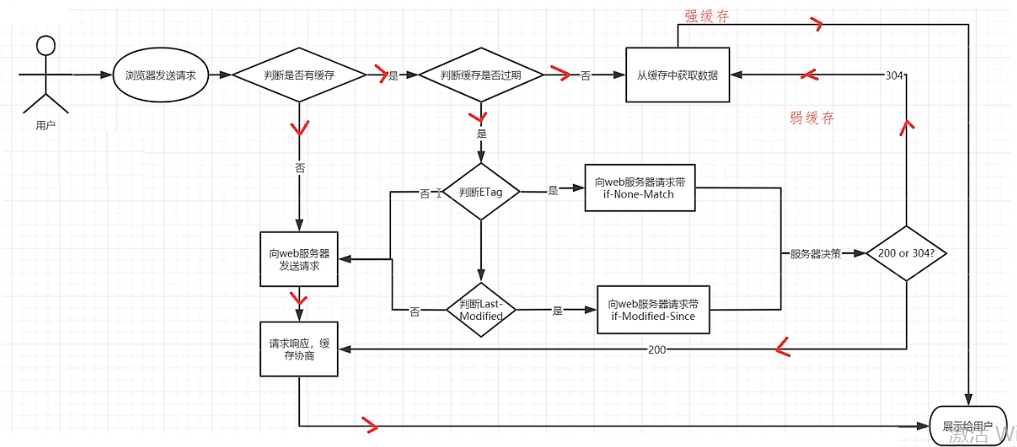 强缓存
浏览器发送请求
判断是否有缓存
是
判断缓存是否过期
否
从缓存中获取数据
304
弱缓存
用户
是
否
否
判断ETag
是
向web服务器请求带
if-None-Match
向web服务器
发送请求
服务器决策
200 or 304?
否
判断Last-
Modified
是
向web服务器请求带
if-Modified-Since
请求响应，缓
存协商
200
展示给用户
激活 Wi